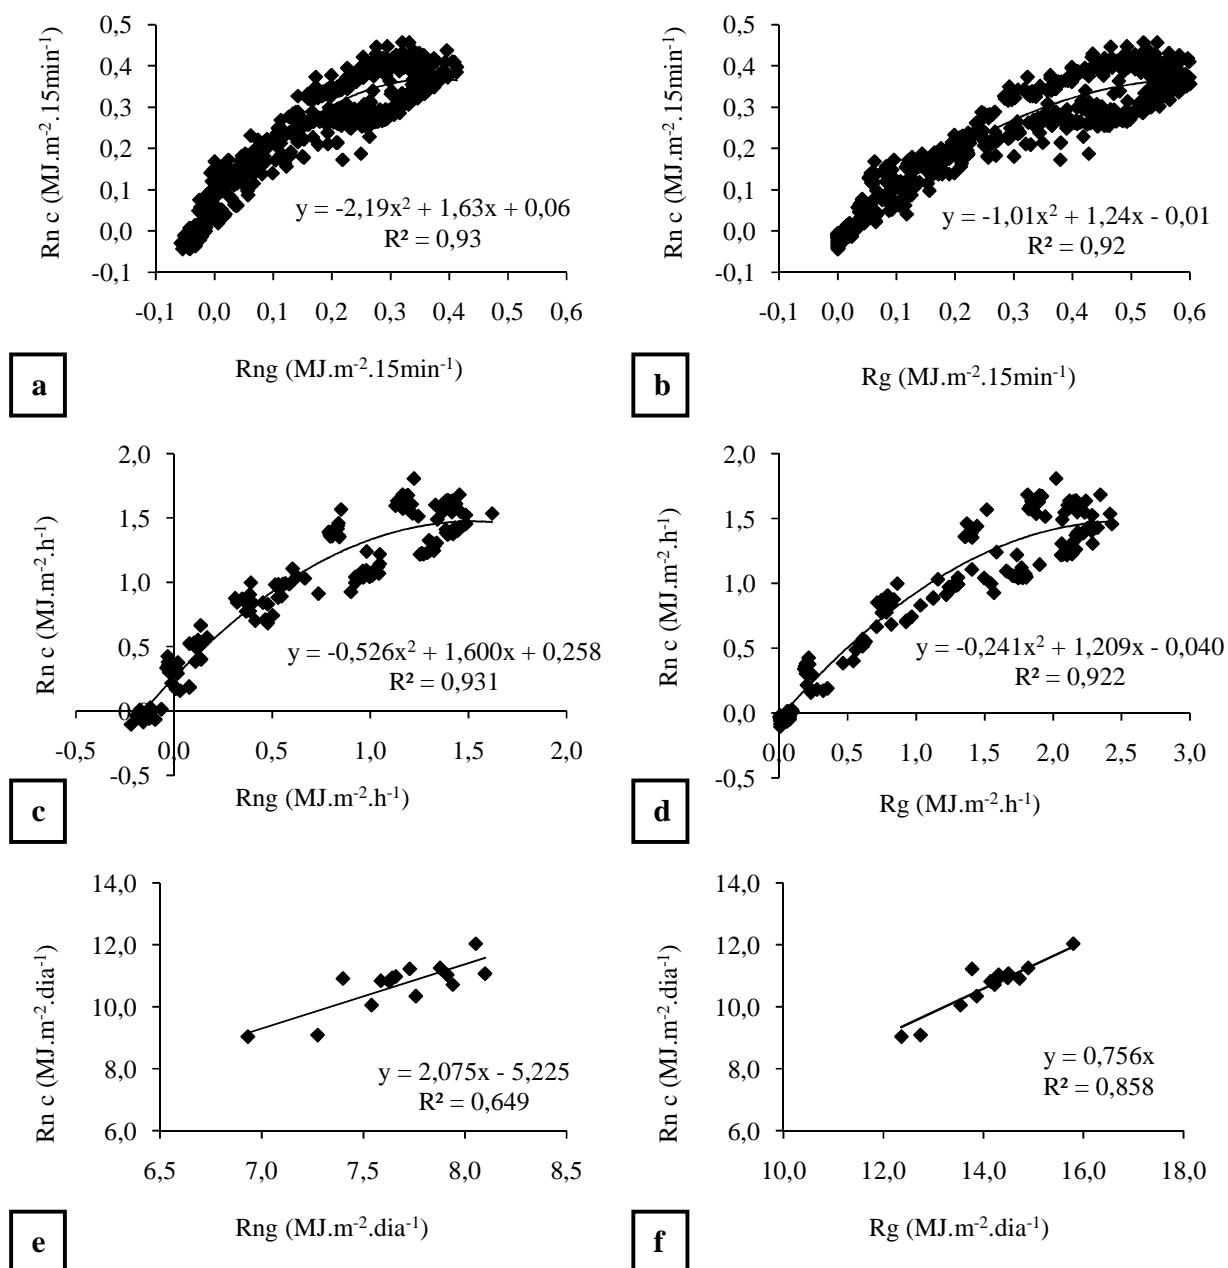 0,5
0,4
0,3
0,2
0,1
0,0
-0,1
Rn c (MJ.m⁻².15min⁻¹)
y = -2,19x² + 1,63x + 0,06
R² = 0,93
-0,1 0,0 0,1 0,2 0,3 0,4 0,5 0,6
Rng (MJ.m⁻².15min⁻¹)
a
0,5
0,4
0,3
0,2
0,1
0,0
-0,1
Rn c (MJ.m⁻².15min⁻¹)
y = -1,01x² + 1,24x - 0,01
R² = 0,92
-0,1 0,0 0,1 0,2 0,3 0,4 0,5 0,6
Rg (MJ.m⁻².15min⁻¹)
b
2,0
1,5
1,0
0,5
0,0
-0,5
Rn c (MJ.m⁻².h⁻¹)
y = -0,526x² + 1,600x + 0,258
R² = 0,931
-0,5 0,0 0,5 1,0 1,5 2,0
Rng (MJ.m⁻².h⁻¹)
c
2,0
1,5
1,0
0,5
0,0
-0,5
Rn c (MJ.m⁻².h⁻¹)
y = -0,241x² + 1,209x - 0,040
R² = 0,922
0,0 0,5 1,0 1,5 2,0 2,5 3,0
Rg (MJ.m⁻².h⁻¹)
d
14,0
12,0
10,0
8,0
6,0
Rn c (MJ.m⁻².dia⁻¹)
y = 2,075x - 5,225
R² = 0,649
6,5 7,0 7,5 8,0 8,5
Rng (MJ.m⁻².dia⁻¹)
e
14,0
12,0
10,0
8,0
6,0
Rn c (MJ.m⁻².dia⁻¹)
y = 0,756x
R² = 0,858
10,0 12,0 14,0 16,0 18,0
Rg (MJ.m⁻².dia⁻¹)
f